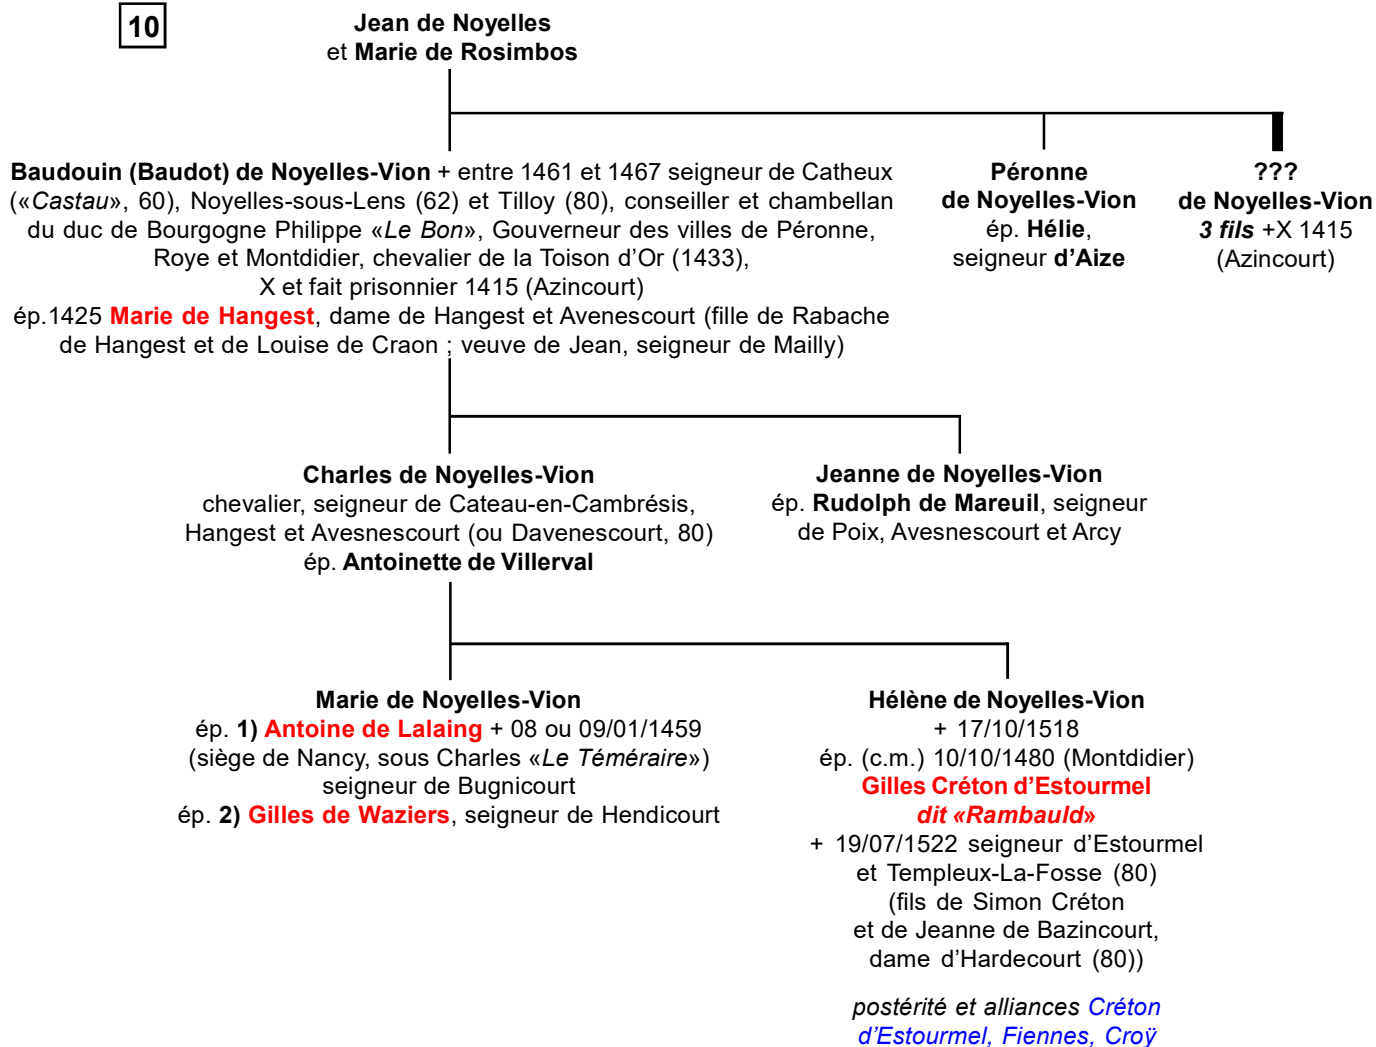 10
Jean de Noyelles
et Marie de Rosimbos
Baudouin (Baudot) de Noyelles-Vion + entre 1461 et 1467 seigneur de Catheux
(«Castau», 60), Noyelles-sous-Lens (62) et Tilloy (80), conseiller et chambellan
du duc de Bourgogne Philippe «Le Bon», Gouverneur des villes de Péronne,
Roye et Montdidier, chevalier de la Toison d'Or (1433),
X et fait prisonnier 1415 (Azincourt)
ép.1425 Marie de Hangest, dame de Hangest et Avenescourt (fille de Rabache
de Hangest et de Louise de Craon ; veuve de Jean, seigneur de Mailly)
Péronne
de Noyelles-Vion
ép. Hélie,
seigneur d'Aize
???
de Noyelles-Vion
3 fils +X 1415
(Azincourt)
Charles de Noyelles-Vion
chevalier, seigneur de Cateau-en-Cambrésis,
Hangest et Avesnescourt (ou Davenescourt, 80)
ép. Antoinette de Villerval
Jeanne de Noyelles-Vion
ép. Rudolph de Mareuil, seigneur
de Poix, Avesnescourt et Arcy
Marie de Noyelles-Vion
ép. 1) Antoine de Lalaing + 08 ou 09/01/1459
(siège de Nancy, sous Charles «Le Téméraire»)
seigneur de Bugnicourt
ép. 2) Gilles de Waziers, seigneur de Hendicourt
Hélène de Noyelles-Vion
+ 17/10/1518
ép. (c.m.) 10/10/1480 (Montdidier)
Gilles Créton d'Estourmel
dit «Rambauld»
+ 19/07/1522 seigneur d'Estourmel
et Templeux-La-Fosse (80)
(fils de Simon Créton
et de Jeanne de Bazincourt,
dame d'Hardecourt (80))
postérité et alliances Créton
d'Estourmel, Fiennes, Croÿ